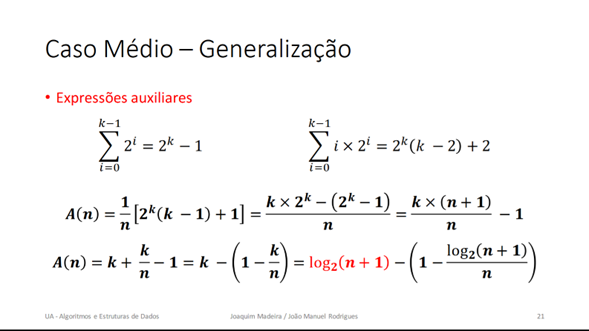 Caso Médio – Generalização
• Expressões auxiliares
∑_{i=0}^{k−1} 2^i = 2^k − 1    ∑_{i=0}^{k−1} i × 2^i = 2^k(k − 2) + 2
A(n) = 1/n [2^k(k − 1) + 1] = (k × 2^k − (2^k − 1))/n = (k × (n + 1))/n − 1
A(n) = k + k/n − 1 = k − (1 − k/n) = log₂(n + 1) − (1 − log₂(n + 1)/n)
UA - Algoritmos e Estruturas de Dados    Joaquim Madeira / João Manuel Rodrigues    21